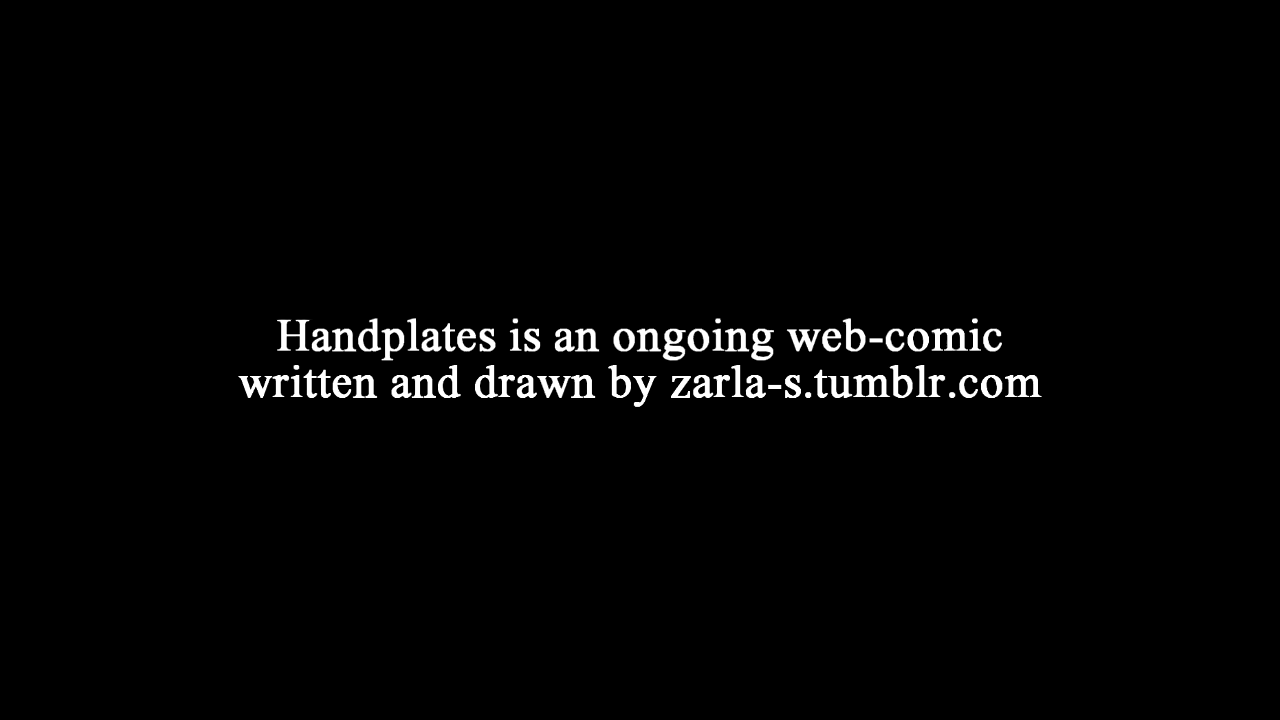 Handplates is an ongoing web-comic
written and drawn by zarla-s.tumblr.com